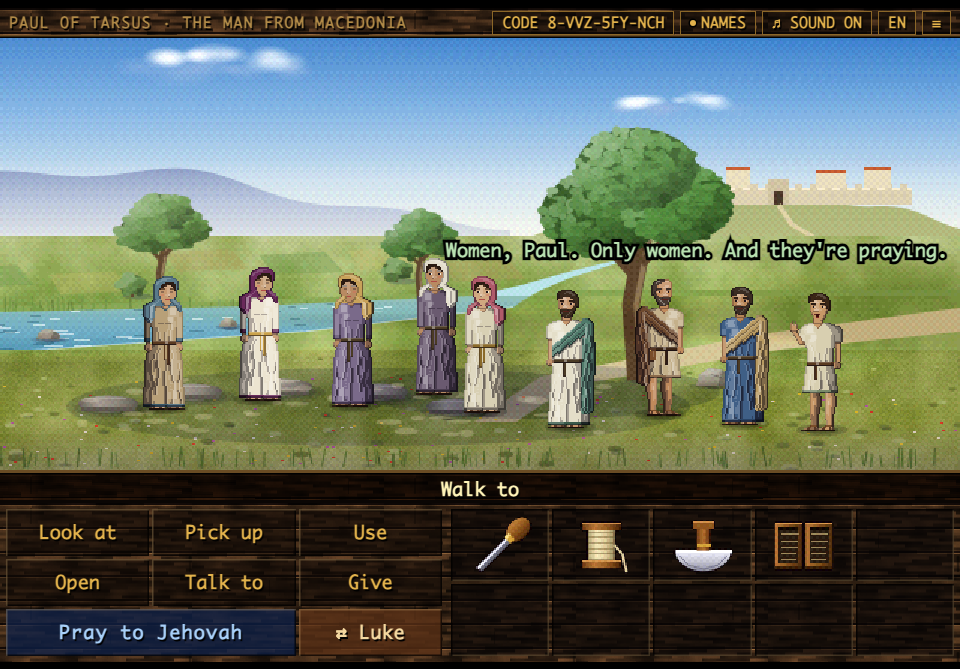 PAUL OF TARSUS · THE MAN FROM MACEDONIA
CODE 8-VVZ-5FY-NCH
• NAMES
♬ SOUND ON
EN
≡
Women, Paul. Only women. And they're praying.
Walk to
Look at
Pick up
Use
Open
Talk to
Give
Pray to Jehovah
⇄ Luke